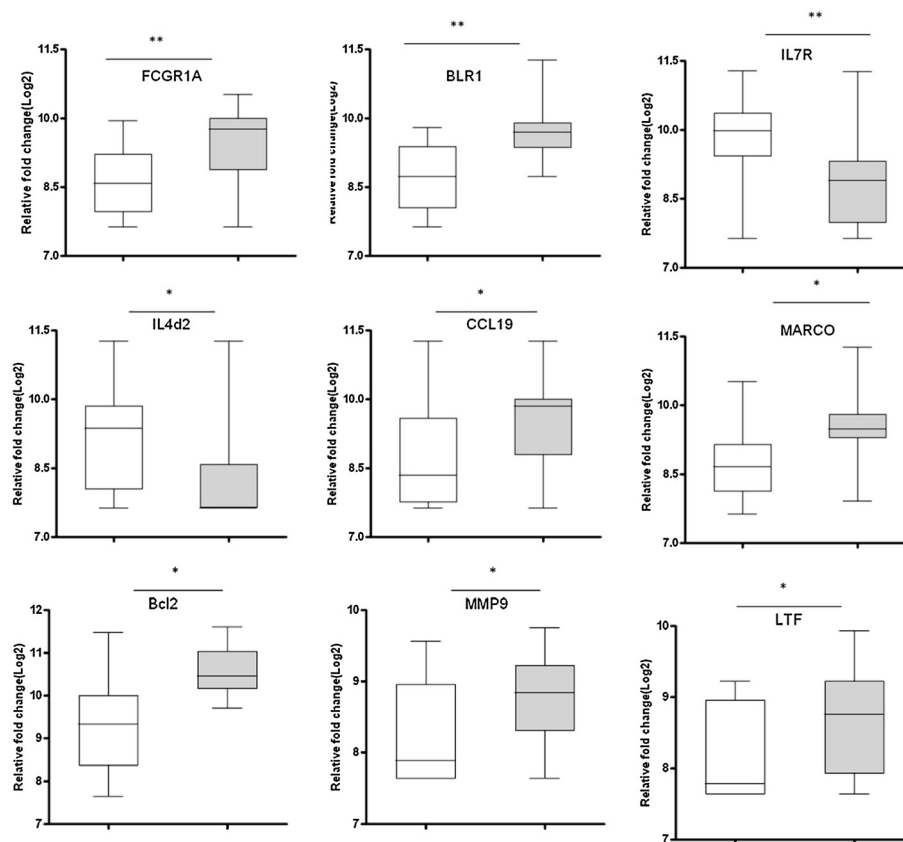 **
FCGR1A
Relative fold change(Log2)
11.5
10.0
8.5
7.0
**
BLR1
Relative fold change(Log2)
11.5
10.0
8.5
7.0
**
IL7R
Relative fold change(Log2)
11.5
10.0
8.5
7.0
*
IL4d2
Relative fold change(Log2)
11.5
10.0
8.5
7.0
*
CCL19
Relative fold change(Log2)
11.5
10.0
8.5
7.0
*
MARCO
Relative fold change(Log2)
11.5
10.0
8.5
7.0
*
Bcl2
Relative fold change(Log2)
12
11
10
9
8
7
*
MMP9
Relative fold change(Log2)
10
9
8
7
*
LTF
Relative fold change(Log2)
10
9
8
7